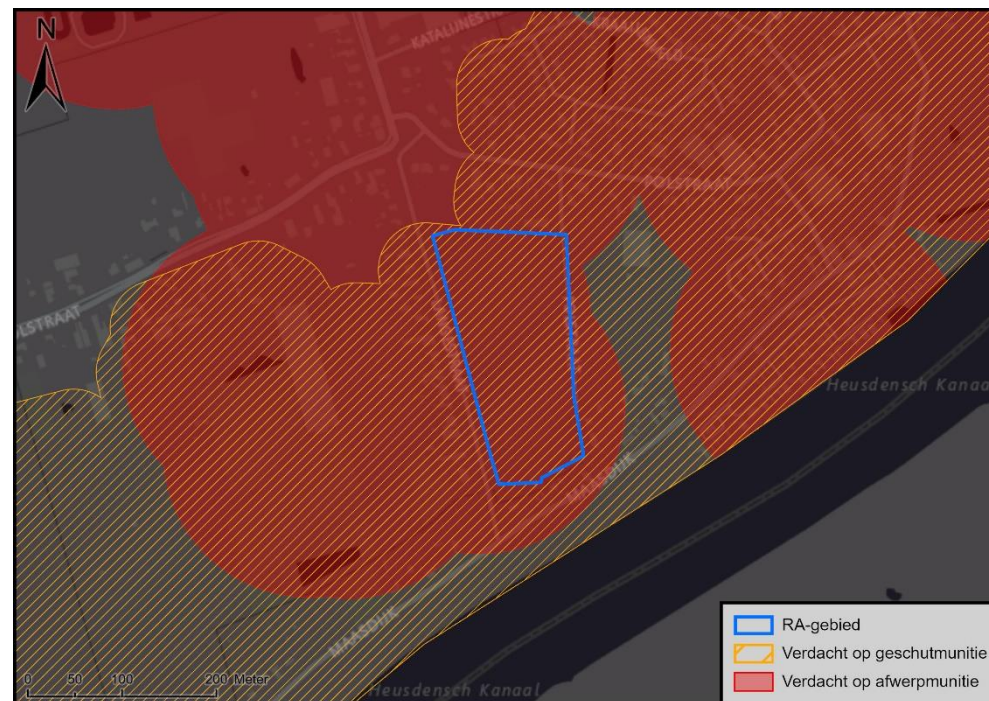 N
KATALIJNEST
POLSTRAAT
OLSTRAAT
Heusdensch Kanaa
MAASDIJK
MAASDIJK
Heusdensch Kanaal
0 50 100 200 Meter
RA-gebied
Verdacht op geschutmunitie
Verdacht op afwerpmunitie